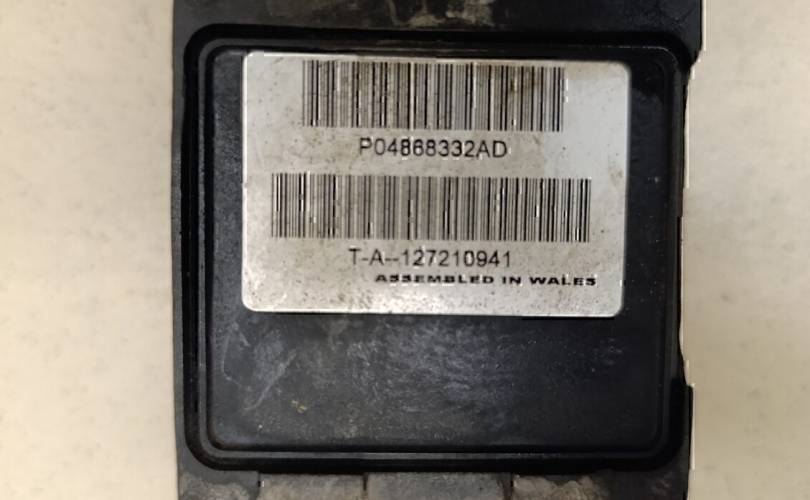 P04868332AD
T-A--127210941
ASSEMBLED IN WALES